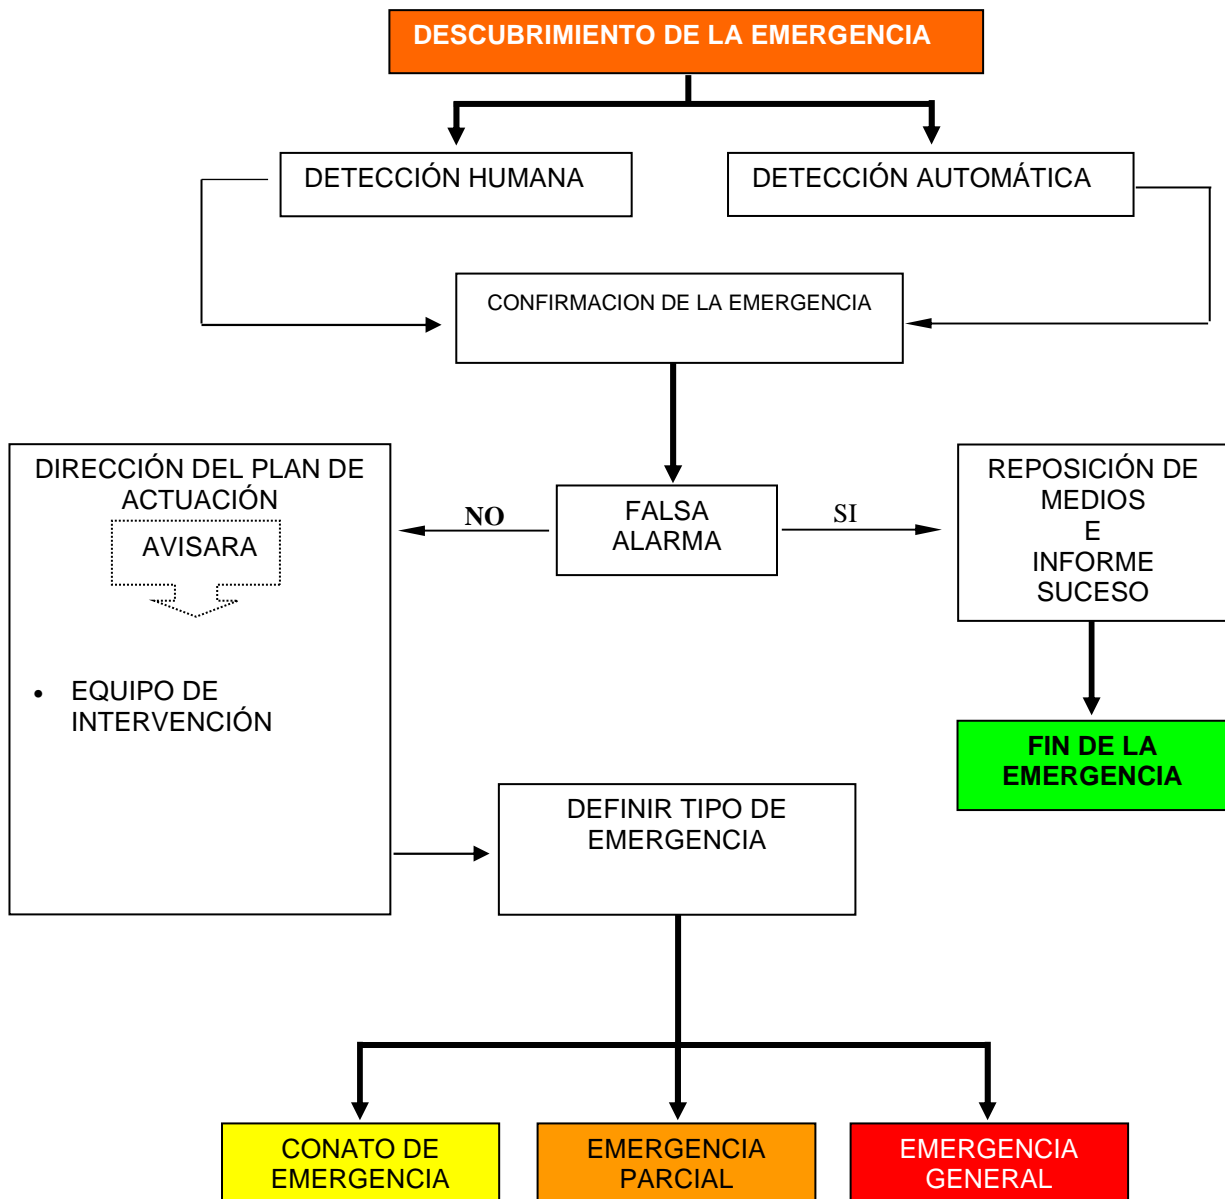 DESCUBRIMIENTO DE LA EMERGENCIA
DETECCIÓN HUMANA
DETECCIÓN AUTOMÁTICA
CONFIRMACION DE LA EMERGENCIA
DIRECCIÓN DEL PLAN DE
ACTUACIÓN
AVISARA
• EQUIPO DE
INTERVENCIÓN
NO
FALSA
ALARMA
SI
REPOSICIÓN DE
MEDIOS
E
INFORME
SUCESO
FIN DE LA
EMERGENCIA
DEFINIR TIPO DE
EMERGENCIA
CONATO DE
EMERGENCIA
EMERGENCIA
PARCIAL
EMERGENCIA
GENERAL